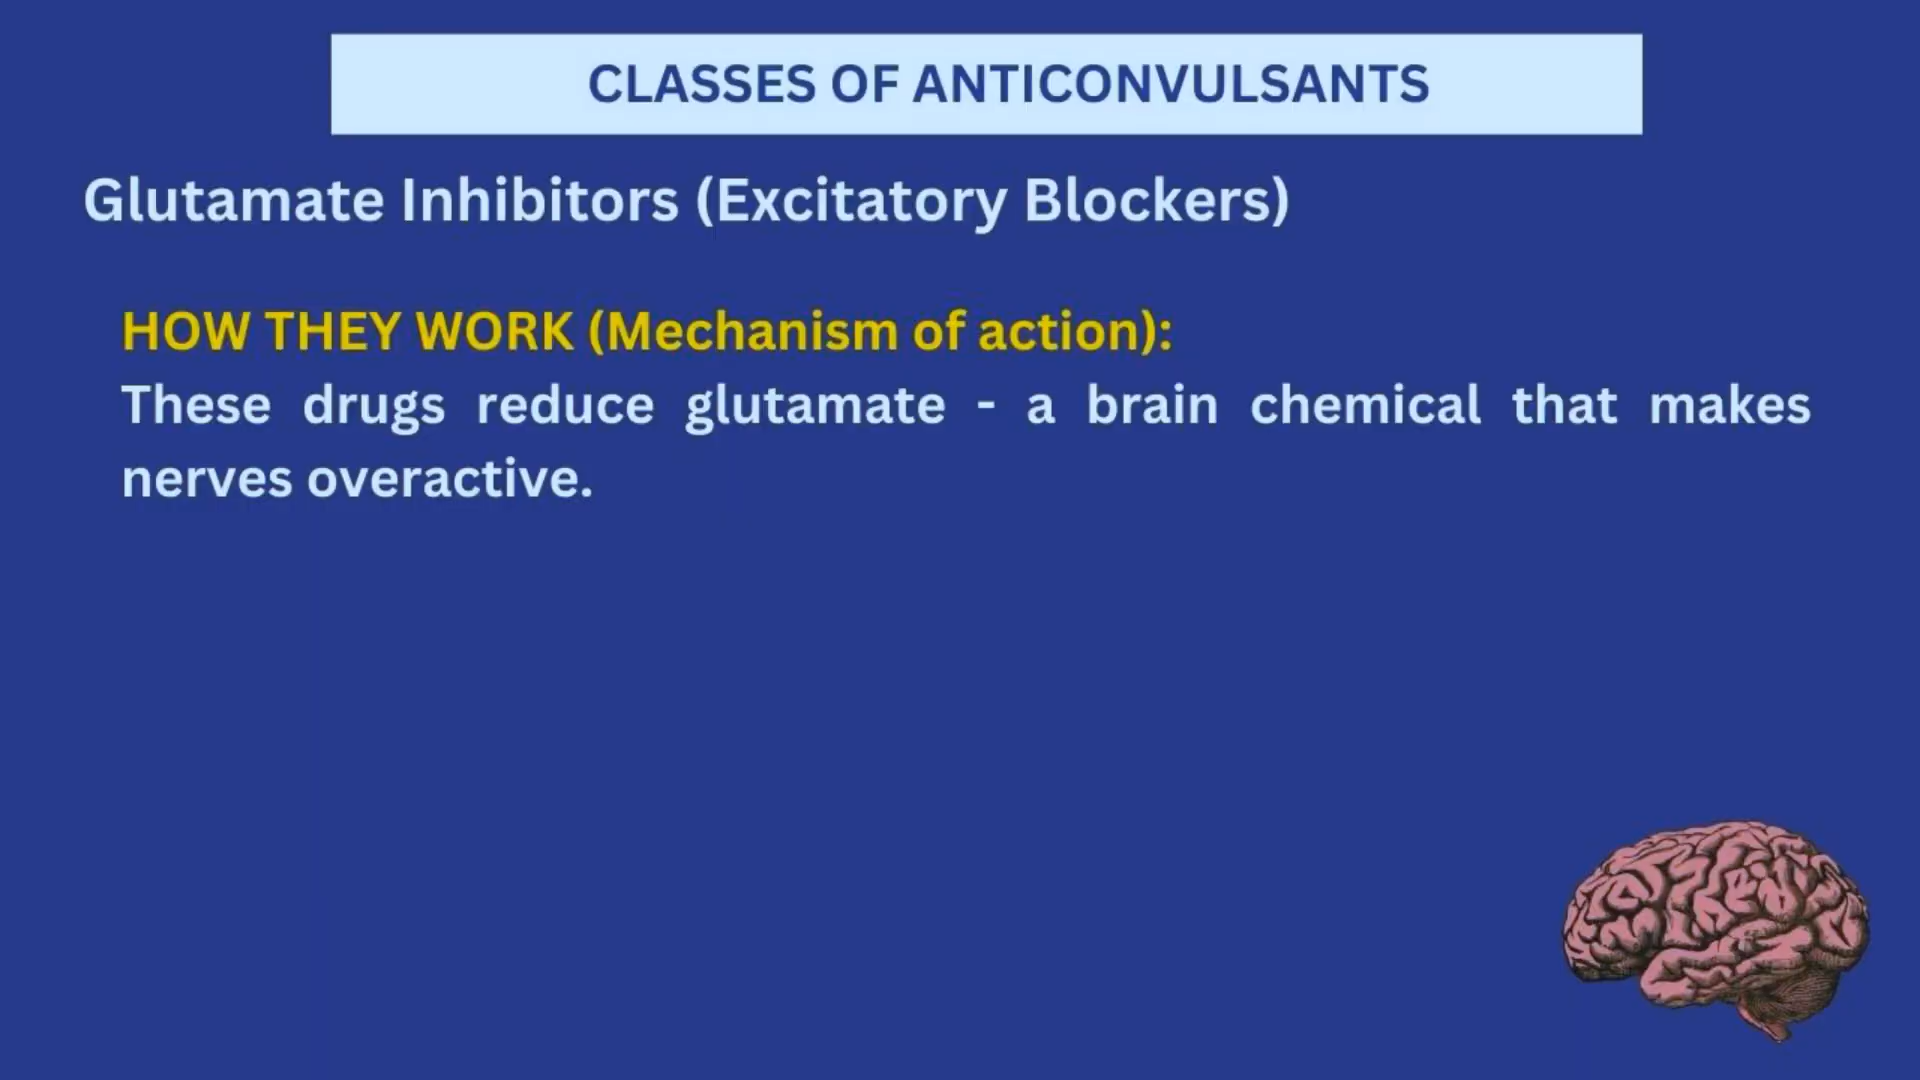 CLASSES OF ANTICONVULSANTS
Glutamate Inhibitors (Excitatory Blockers)
HOW THEY WORK (Mechanism of action):
These drugs reduce glutamate - a brain chemical that makes
nerves overactive.